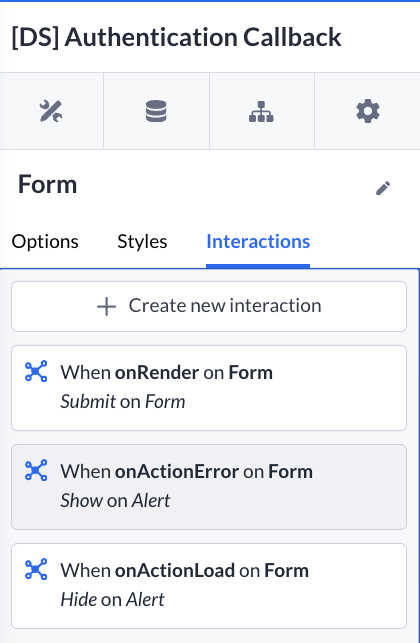 [DS] Authentication Callback
Form
Options Styles Interactions
Create new interaction
When onRender on Form
Submit on Form
When onActionError on Form
Show on Alert
When onActionLoad on Form
Hide on Alert